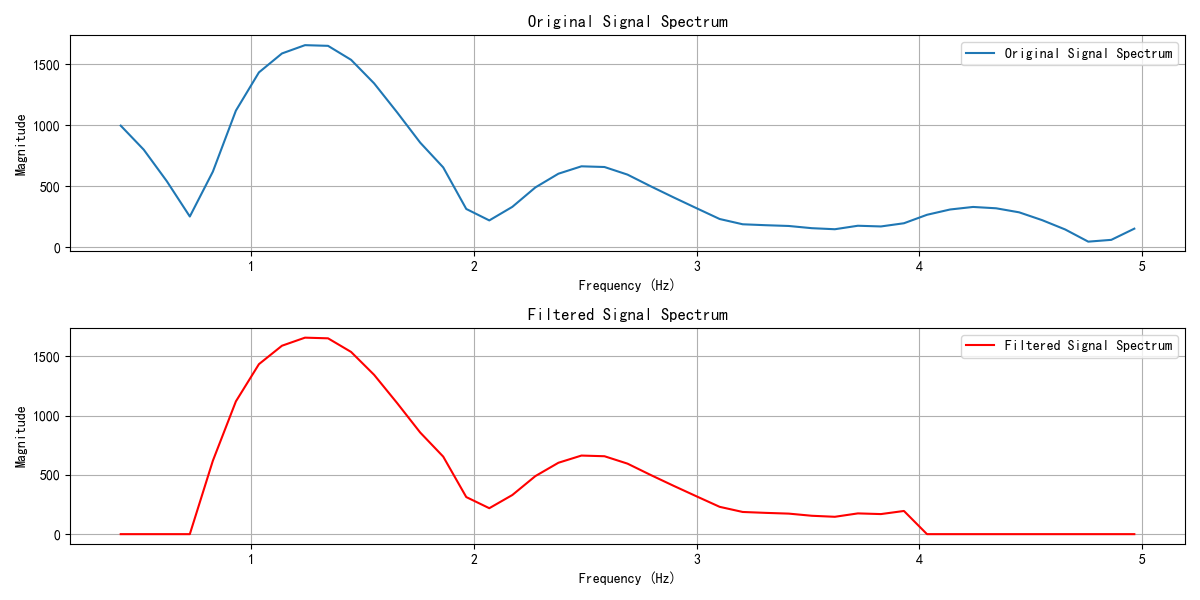 Original Signal Spectrum
Original Signal Spectrum
Magnitude
1500
1000
500
0
1 2 3 4 5
Frequency (Hz)
Filtered Signal Spectrum
Filtered Signal Spectrum
Magnitude
1500
1000
500
0
1 2 3 4 5
Frequency (Hz)